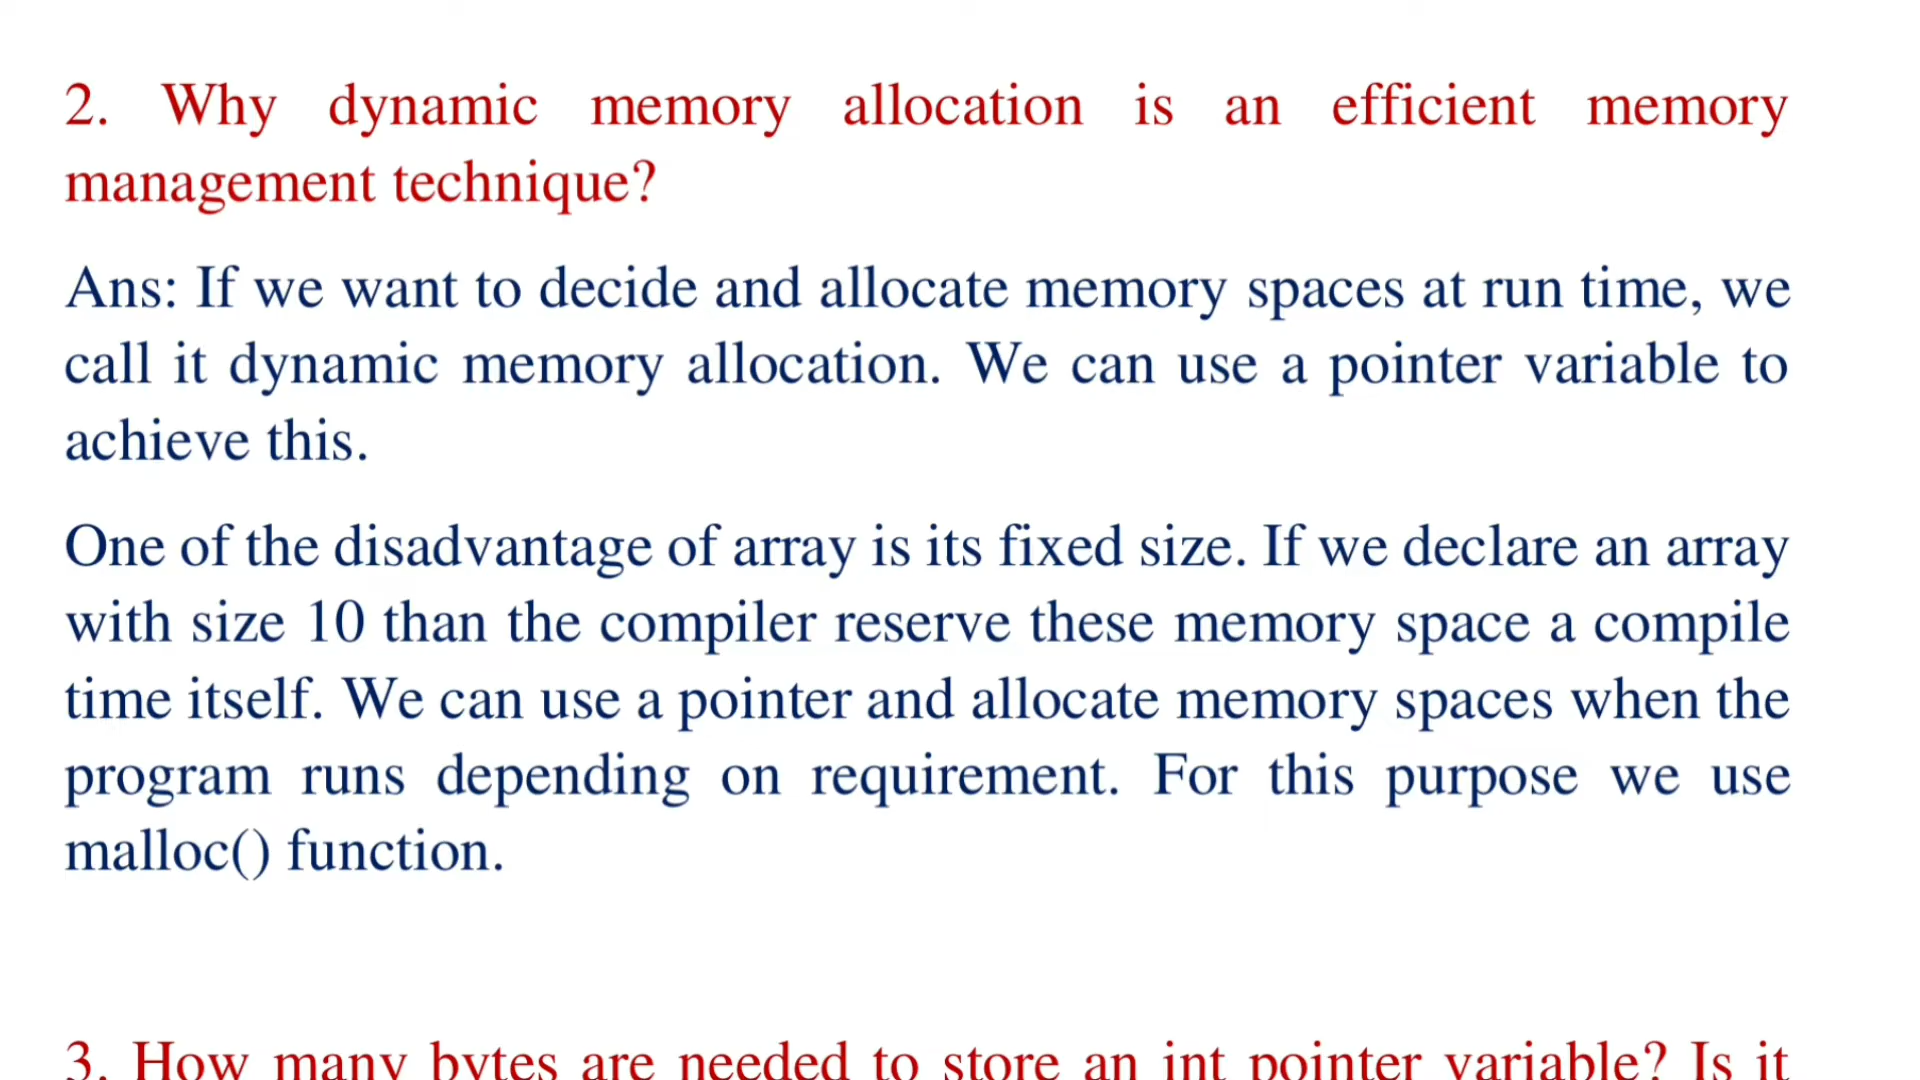 2. Why dynamic memory allocation is an efficient memory
management technique?
Ans: If we want to decide and allocate memory spaces at run time, we
call it dynamic memory allocation. We can use a pointer variable to
achieve this.
One of the disadvantage of array is its fixed size. If we declare an array
with size 10 than the compiler reserve these memory space a compile
time itself. We can use a pointer and allocate memory spaces when the
program runs depending on requirement. For this purpose we use
malloc() function.
3. How many bytes are needed to store an int pointer variable? Is it